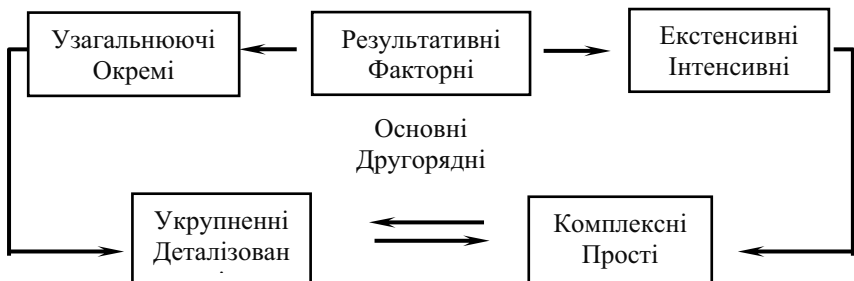 Узагальнюючі
Окремі
Результативні
Факторні
Екстенсивні
Інтенсивні
Основні
Другорядні
Укрупненні
Деталізован
Комплексні
Прості